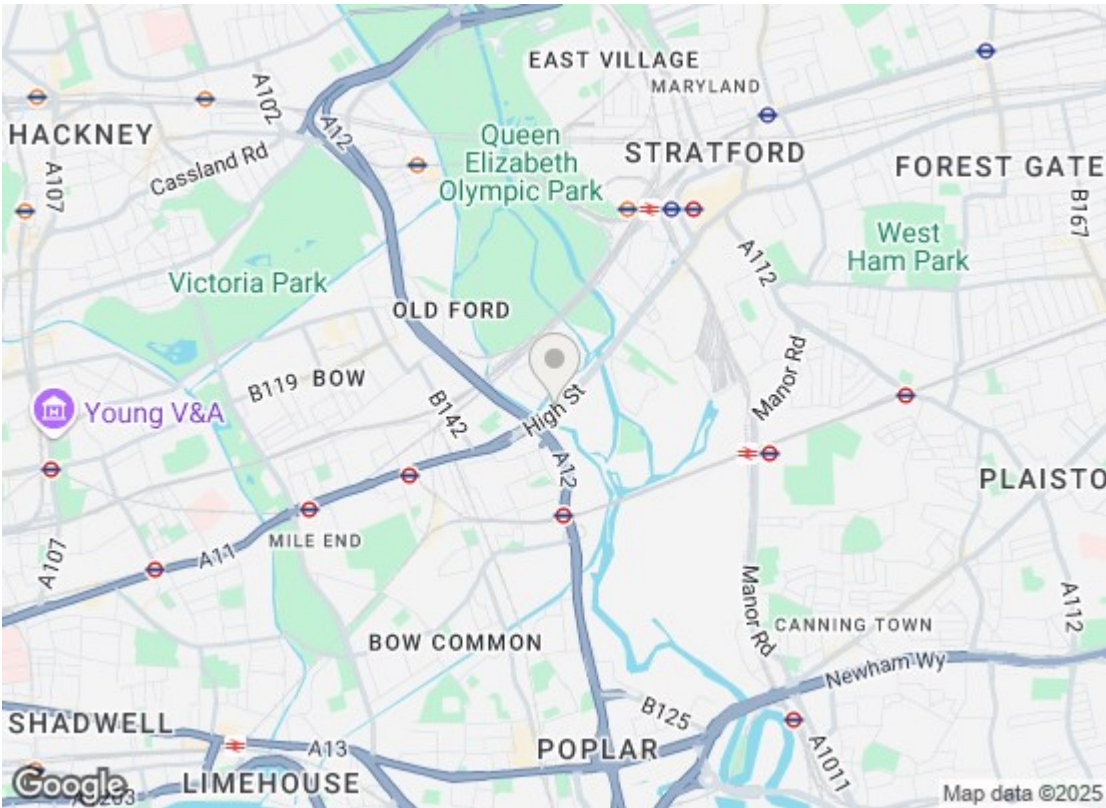 EAST VILLAGE
MARYLAND
A102
HACKNEY
A12
Cassland Rd
A107
Queen
Elizabeth
Olympic Park
STRATFORD
FOREST GATE
B167
A112
West
Ham Park
Victoria Park
OLD FORD
Manor Rd
B119
BOW
Young V&A
B142
High St
A12
PLAISTO
A107
A11
MILE END
Manor Rd
A112
BOW COMMON
CANNING TOWN
Newham Wy
B125
SHADWELL
A13
POPLAR
A1011
LIMEHOUSE
Google
Map data ©2025